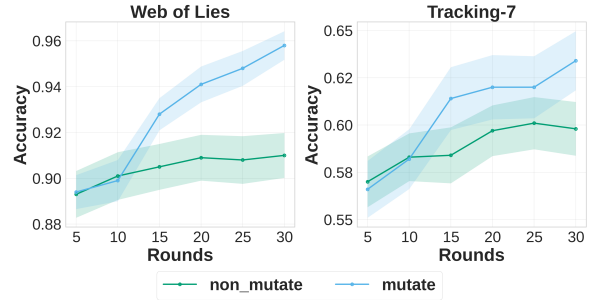 Web of Lies
Accuracy
0.96
0.94
0.92
0.90
0.88
5 10 15 20 25 30
Rounds
Tracking-7
Accuracy
0.65
0.62
0.60
0.58
0.55
5 10 15 20 25 30
Rounds
non_mutate
mutate